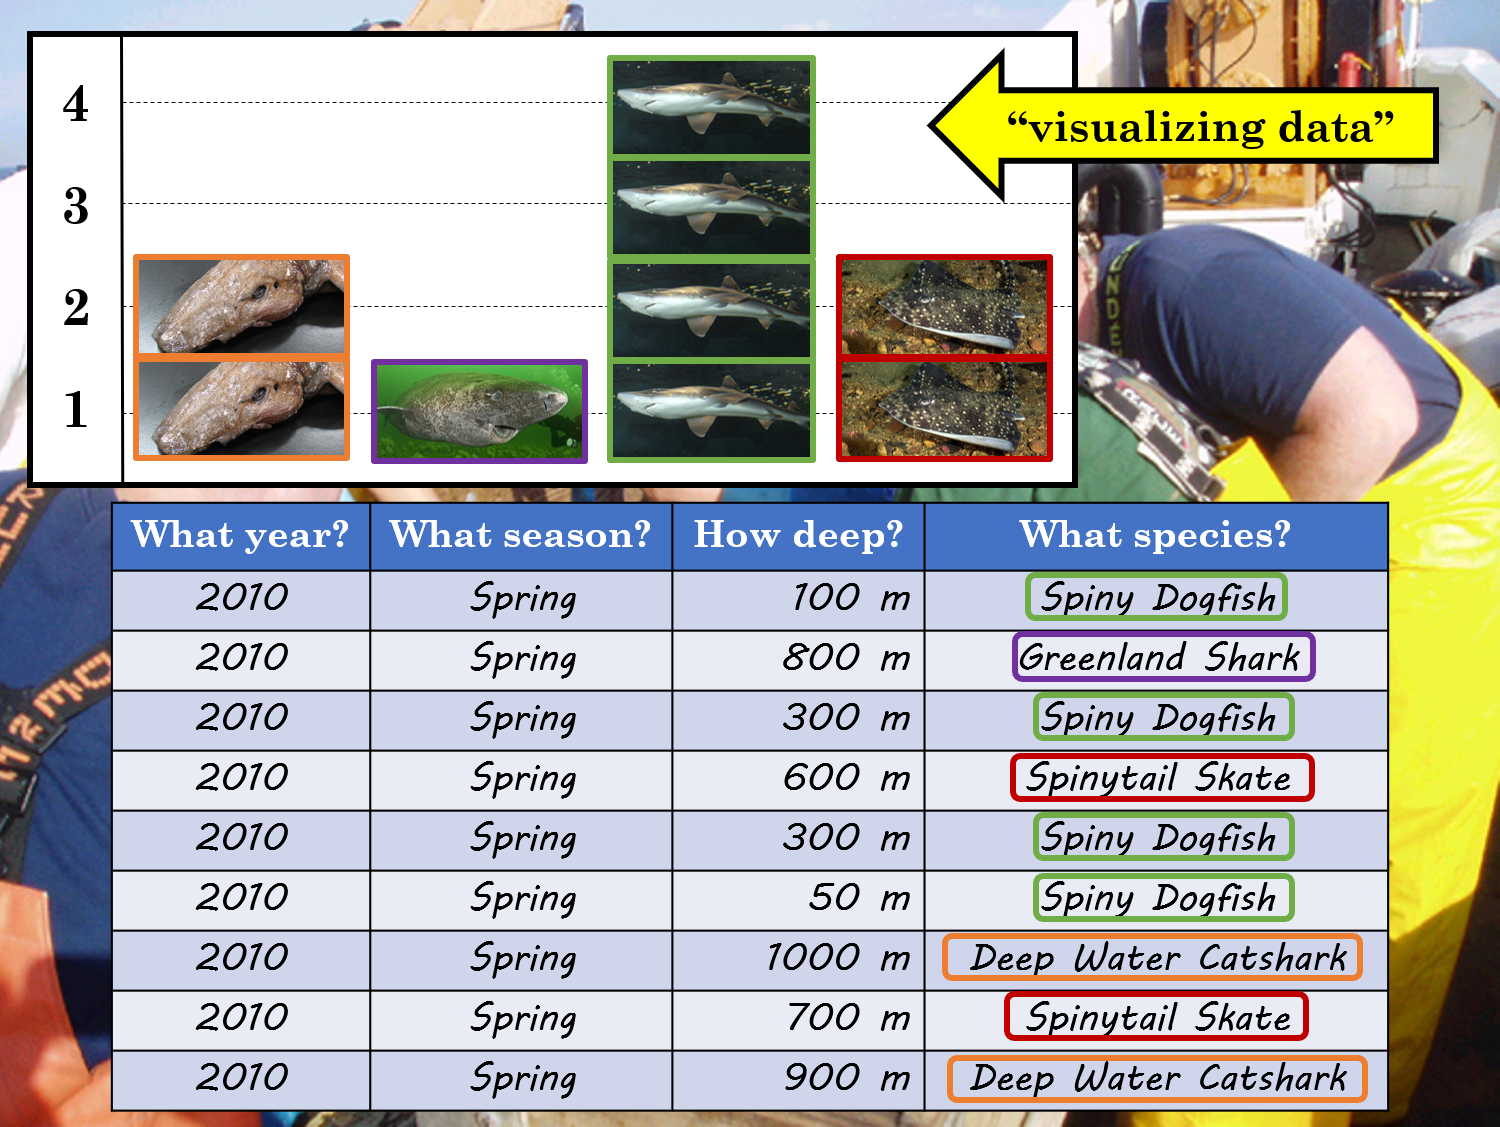 4
3
2
1
“visualizing data”
What year? What season? How deep? What species?
2010 Spring 100 m Spiny Dogfish
2010 Spring 800 m Greenland Shark
2010 Spring 300 m Spiny Dogfish
2010 Spring 600 m Spinytail Skate
2010 Spring 300 m Spiny Dogfish
2010 Spring 50 m Spiny Dogfish
2010 Spring 1000 m Deep Water Catshark
2010 Spring 700 m Spinytail Skate
2010 Spring 900 m Deep Water Catshark